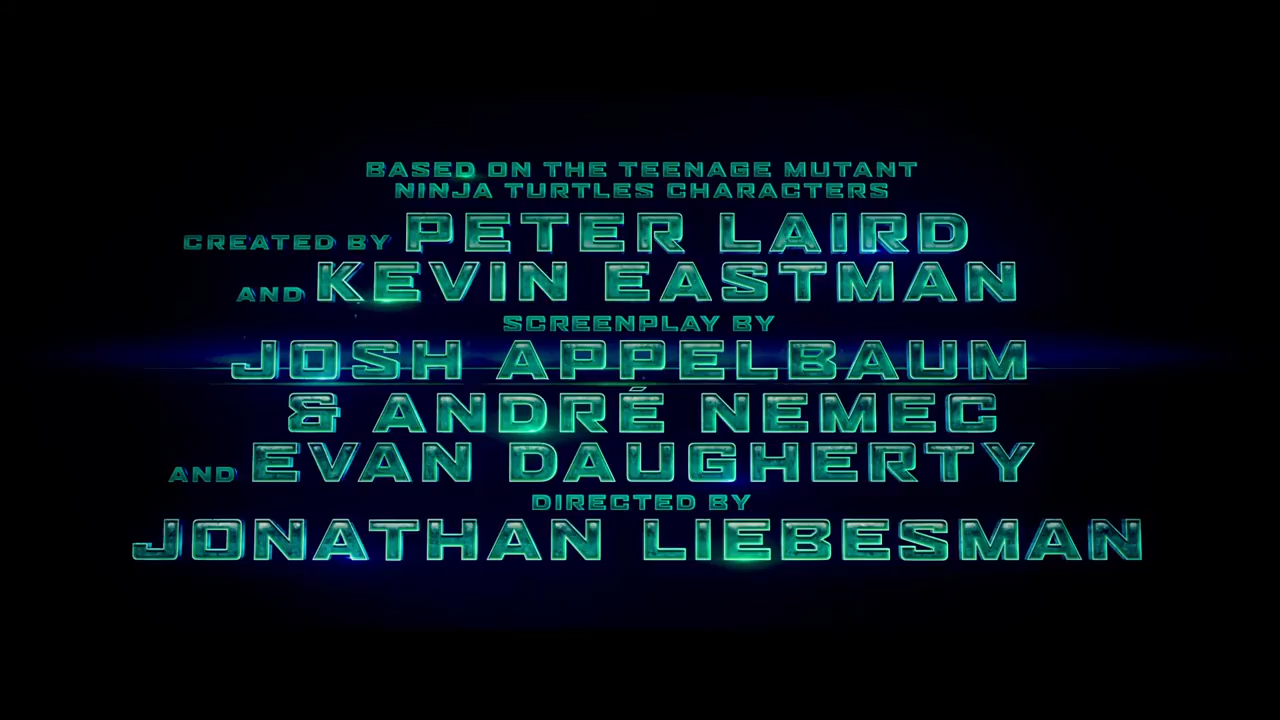 BASED ON THE TEENAGE MUTANT
NINJA TURTLES CHARACTERS
CREATED BY PETER LAIRD
AND KEVIN EASTMAN
SCREENPLAY BY
JOSH APPELBAUM
& ANDRÉ NEMEC
AND EVAN DAUGHERTY
DIRECTED BY
JONATHAN LIEBESMAN